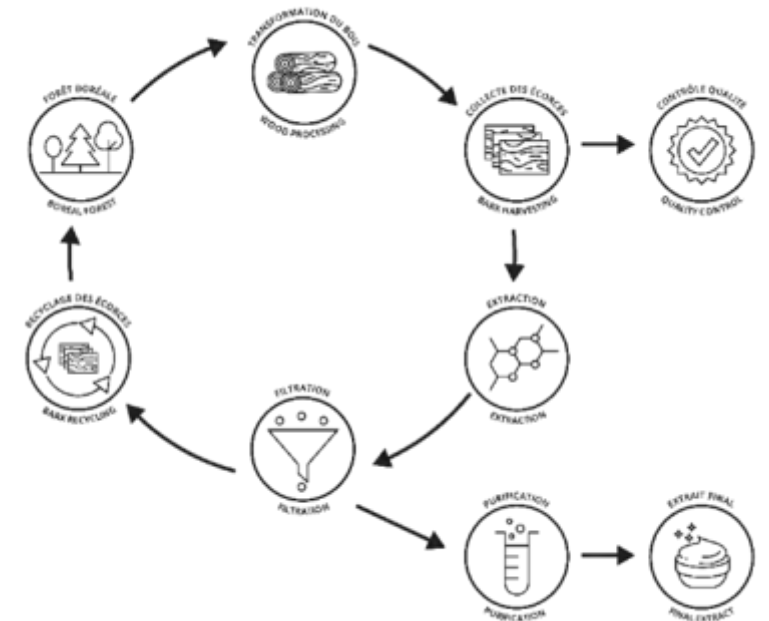 TRANSFORMATION DU BOIS
WOOD PROCESSING
FORÊT BORÉALE
BOREAL FOREST
COLLECTE DES ÉCORCES
BARK HARVESTING
CONTRÔLE QUALITÉ
QUALITY CONTROL
RECYCLAGE DES ÉCORCES
BARK RECYCLING
EXTRACTION
EXTRACTION
FILTRATION
FILTRATION
PURIFICATION
PURIFICATION
EXTRAIT FINAL
FINAL EXTRACT